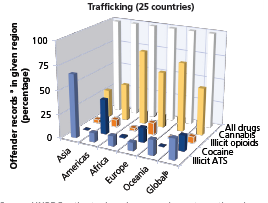 Trafficking (25 countries)
Offender records ª in given region
(percentage)
100
75
50
25
0
Asia
Americas
Africa
Europe
Oceania
Global
All drugs
Cannabis
Illicit opioids
Cocaine
Illicit ATS